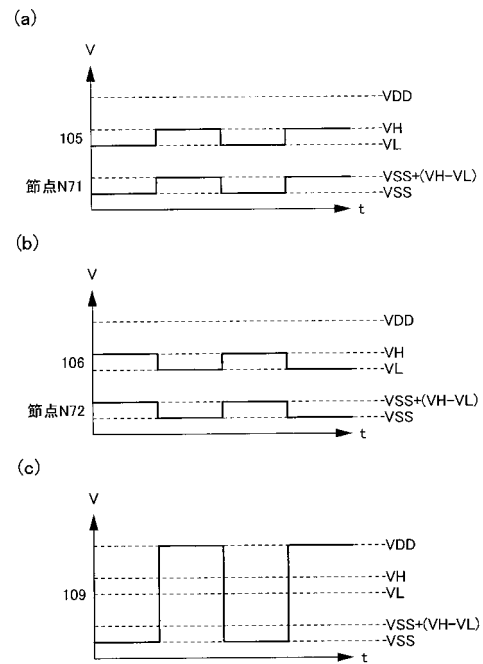 (a)
V
VDD
105
VH
VL
節点N71
VSS+(VH-VL)
VSS
t
(b)
V
VDD
106
VH
VL
節点N72
VSS+(VH-VL)
VSS
t
(c)
V
VDD
VH
109
VL
VSS+(VH-VL)
VSS
t